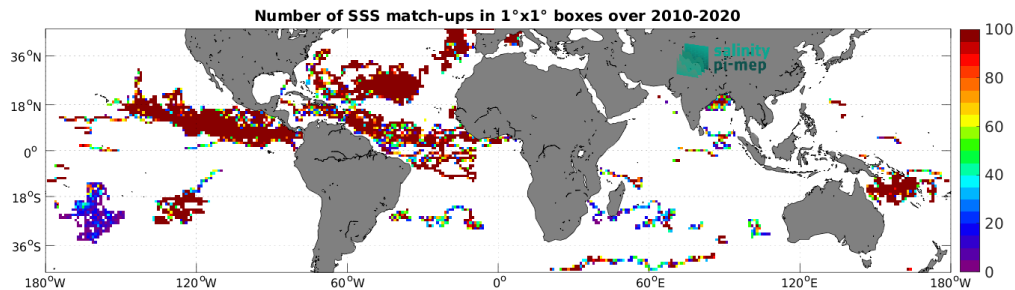 Number of SSS match-ups in 1°x1° boxes over 2010-2020
36°N
18°N
0°
18°S
36°S
180°W
120°W
60°W
0°
60°E
120°E
180°W
salinity
pi-mep
100
80
60
40
20
0